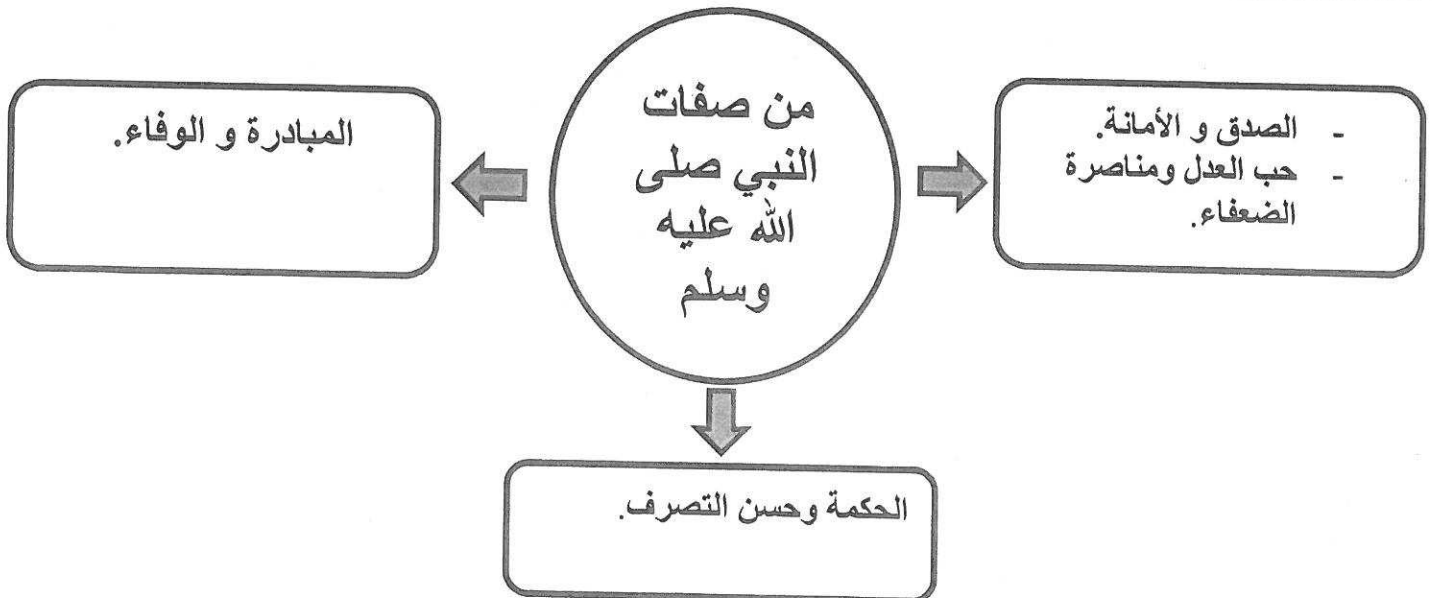 من صفات
النبي صلى
الله عليه
وسلم
- الصدق و الأمانة.
- حب العدل ومناصرة
الضعفاء.
المبادرة و الوفاء.
الحكمة وحسن التصرف.